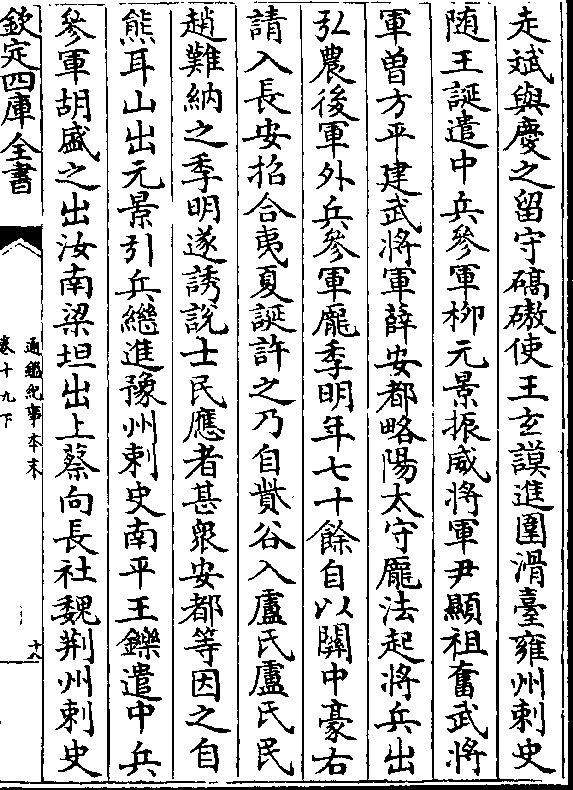 走斌與慶之留守碻磝使王玄謨進圍滑臺雍州刺史
随王誕遣中兵參軍栁元景振威將軍尹顯祖奮武將
軍曽方平建武將軍薛安都略陽太守龎法起將兵出
弘農後軍外兵參軍龎季明年七十餘自以關中豪右
請入長安招合夷夏誕許之乃自貲谷入盧氏盧氏民
趙難納之季明遂誘說士民應者甚衆安都等因之自
熊耳山出元景引兵繼進豫州刺史南平王鑠遣中兵
參軍胡盛之出汝南梁坦出上蔡向長社魏荆州刺史
欽定四庫全書
通鑑紀事本末
卷十九下
十八